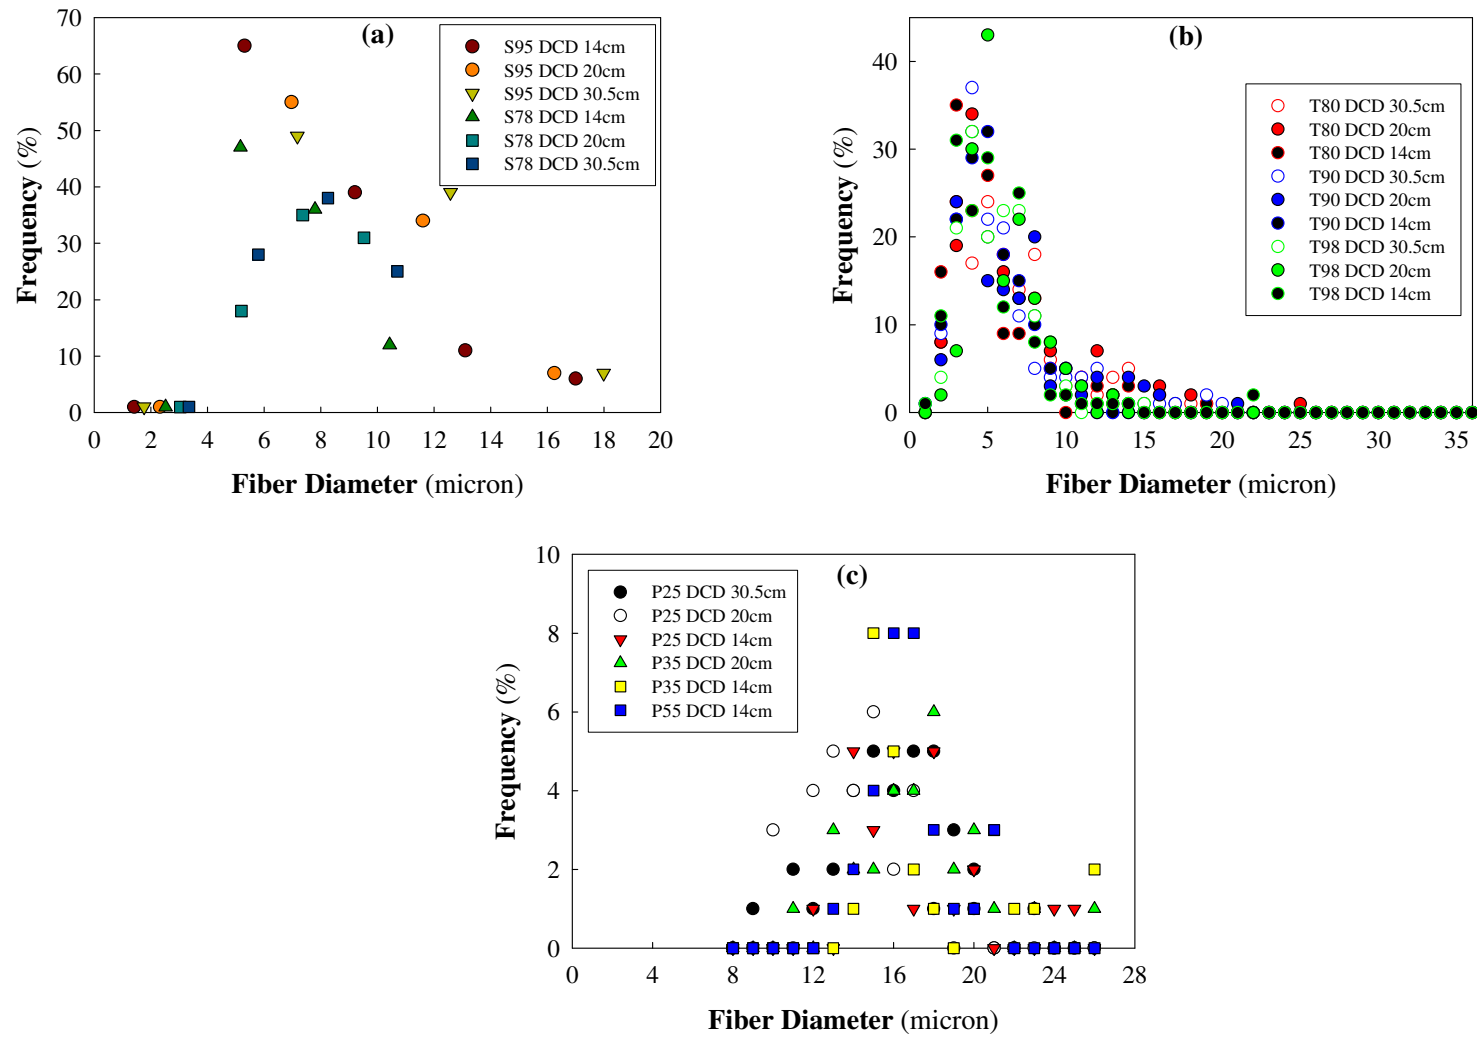 (a)
70
60
50
40
30
20
10
0
Frequency (%)
S95 DCD 14cm
S95 DCD 20cm
S95 DCD 30.5cm
S78 DCD 14cm
S78 DCD 20cm
S78 DCD 30.5cm
0 2 4 6 8 10 12 14 16 18 20
Fiber Diameter (micron)
(b)
40
30
20
10
0
Frequency (%)
T80 DCD 30.5cm
T80 DCD 20cm
T80 DCD 14cm
T90 DCD 30.5cm
T90 DCD 20cm
T90 DCD 14cm
T98 DCD 30.5cm
T98 DCD 20cm
T98 DCD 14cm
0 5 10 15 20 25 30 35
Fiber Diameter (micron)
(c)
10
8
6
4
2
0
Frequency (%)
P25 DCD 30.5cm
P25 DCD 20cm
P25 DCD 14cm
P35 DCD 20cm
P35 DCD 14cm
P55 DCD 14cm
0 4 8 12 16 20 24 28
Fiber Diameter (micron)